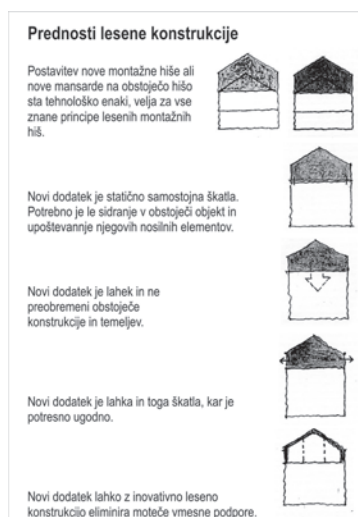 Prednosti lesene konstrukcije
Postavitev nove montažne hiše ali
nove mansarde na obstoječo hišo
sta tehnološko enaki, velja za vse
znane principe lesenih montažnih
hiš.
Novi dodatek je statično samostojna škatla.
Potrebno je le sidranje v obstoječi objekt in
upoštevannje njegovih nosilnih elementov.
Novi dodatek je lahek in ne
preobremeni obstoječe
konstrukcije in temeljev.
Novi dodatek je lahka in toga škatla, kar je
potresno ugodno.
Novi dodatek lahko z inovativno leseno
konstrukcijo eliminira moteče vmesne podpore.